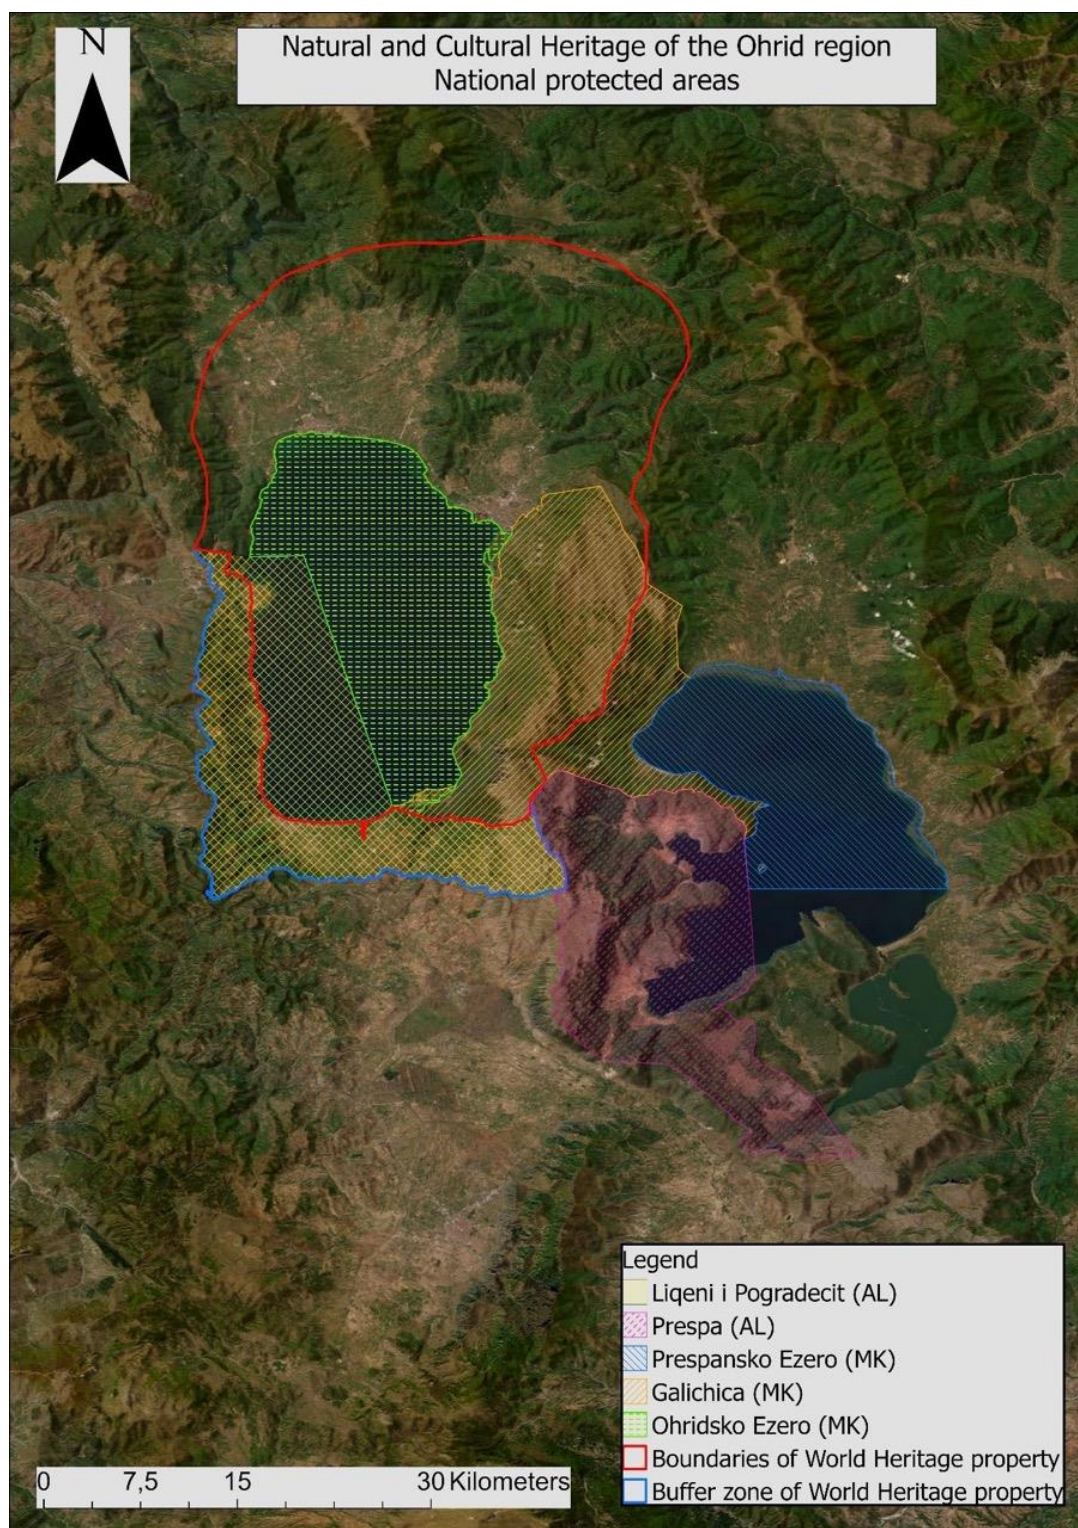 N
Natural and Cultural Heritage of the Ohrid region
National protected areas
Legend
Liqeni i Pogradecit (AL)
Prespa (AL)
Prespansko Ezero (MK)
Galichica (MK)
Ohridsko Ezero (MK)
Boundaries of World Heritage property
Buffer zone of World Heritage property
0 7,5 15 30 Kilometers